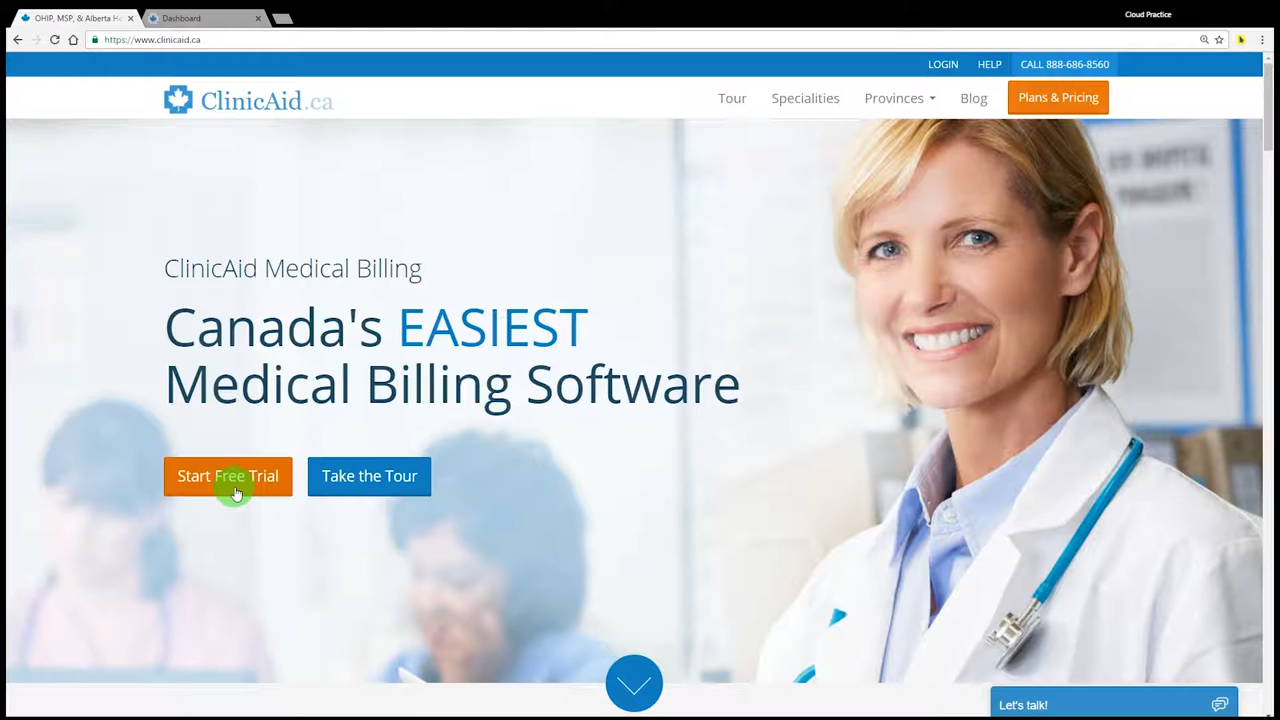 OHIP, MSP, & Alberta He
Dashboard
Cloud Practice
https://www.clinicaid.ca
LOGIN
HELP
CALL 888-686-8560
ClinicAid.ca
Tour
Specialities
Provinces
Blog
Plans & Pricing
ClinicAid Medical Billing
Canada's EASIEST
Medical Billing Software
Start Free Trial
Take the Tour
Let's talk!